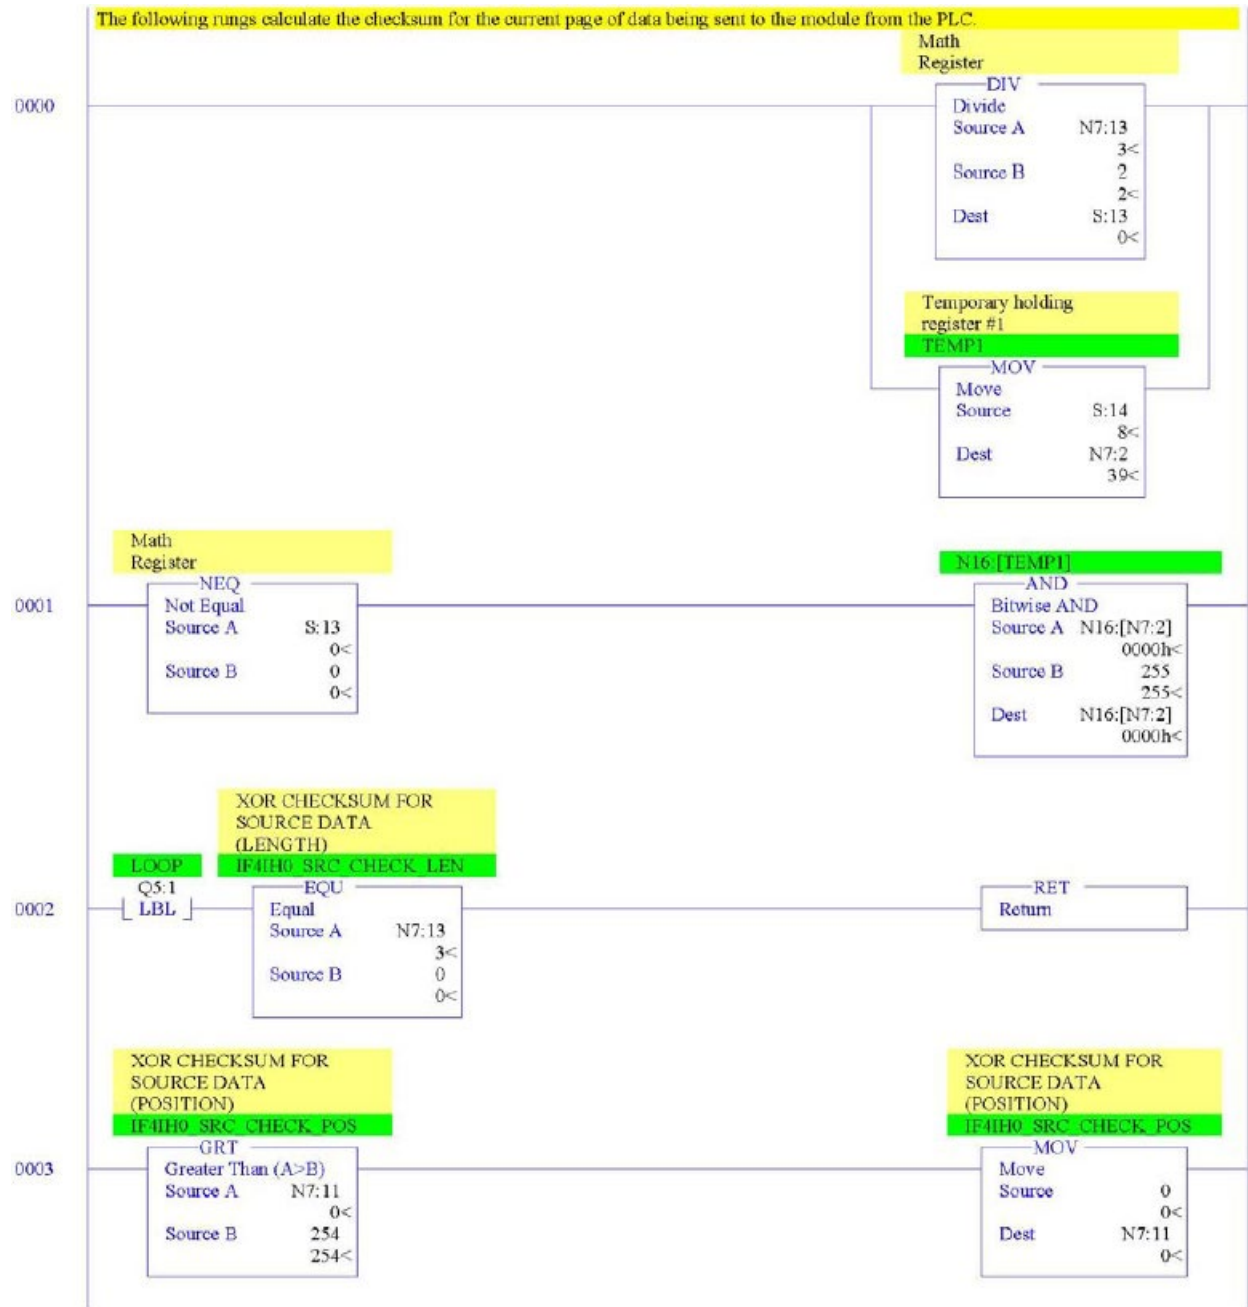 The following rungs calculate the checksum for the current page of data being sent to the module from the PLC.
Math
Register
0000
DIV
Divide
Source A N7:13
3<
Source B 2
2<
Dest S:13
0<
Temporary holding
register #1
TEMP1
MOV
Move
Source S:14
8<
Dest N7:2
39<
Math
Register
0001
NEQ
Not Equal
Source A S:13
0<
Source B 0
0<
N16:[TEMP1]
AND
Bitwise AND
Source A N16:[N7:2]
0000h<
Source B 255
255<
Dest N16:[N7:2]
0000h<
XOR CHECKSUM FOR
SOURCE DATA
(LENGTH)
LOOP IF4IH0_SRC_CHECK_LEN
0002
Q5:1
LBL
EQU
Equal
Source A N7:13
3<
Source B 0
0<
RET
Return
XOR CHECKSUM FOR
SOURCE DATA
(POSITION)
IF4IH0_SRC_CHECK_POS
0003
GRT
Greater Than (A>B)
Source A N7:11
0<
Source B 254
254<
XOR CHECKSUM FOR
SOURCE DATA
(POSITION)
IF4IH0_SRC_CHECK_POS
MOV
Move
Source 0
0<
Dest N7:11
0<